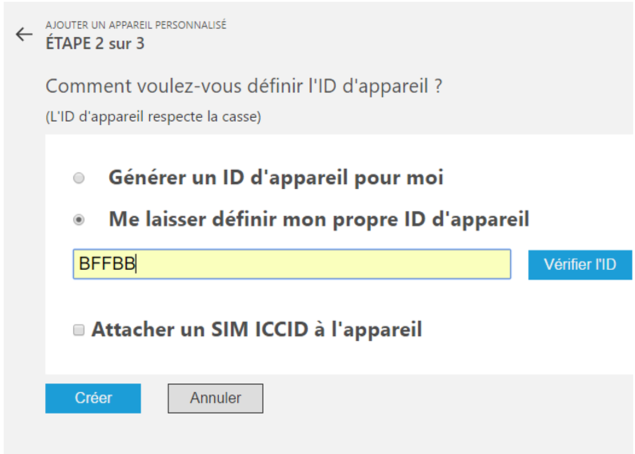 AJOUTER UN APPAREIL PERSONNALISÉ
ÉTAPE 2 sur 3
Comment voulez-vous définir l'ID d'appareil ?
(L'ID d'appareil respecte la casse)
Générer un ID d'appareil pour moi
Me laisser définir mon propre ID d'appareil
BFFBB
Vérifier l'ID
Attacher un SIM ICCID à l'appareil
Créer
Annuler